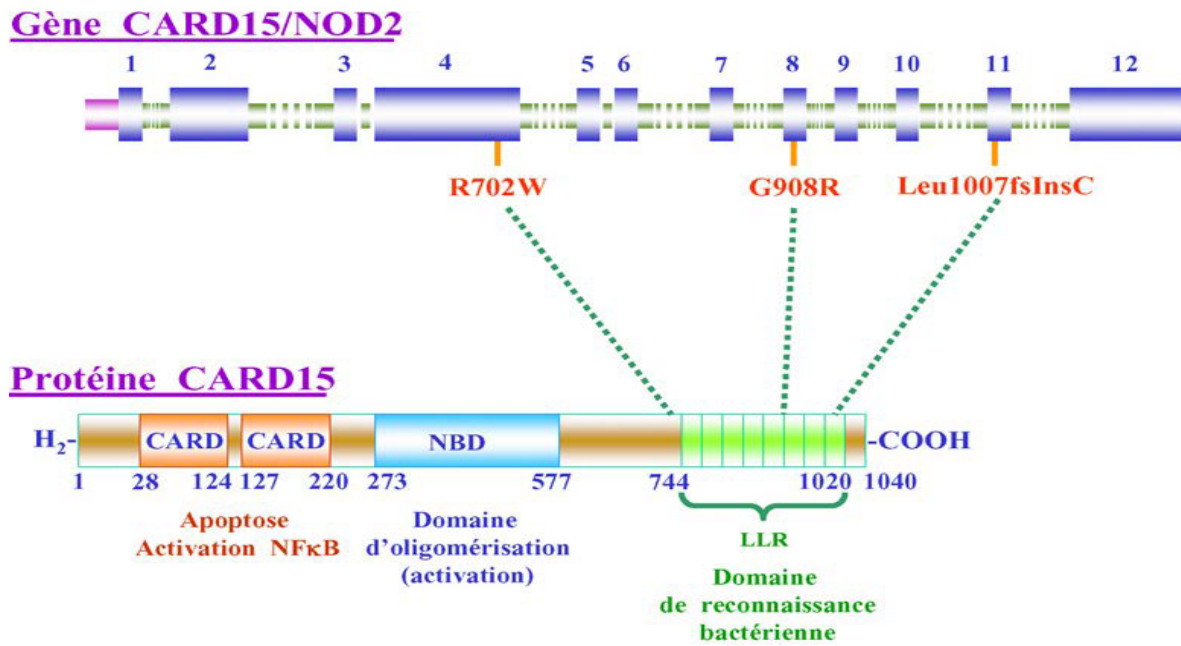 Gène CARD15/NOD2
1 2 3 4 5 6 7 8 9 10 11 12
R702W G908R Leu1007fsInsC
Protéine CARD15
H2- CARD CARD NBD -COOH
1 28 124 127 220 273 577 744 1020 1040
Apoptose
Activation NFκB
Domaine
d'oligomérisation
(activation)
LLR
Domaine
de reconnaissance
bactérienne